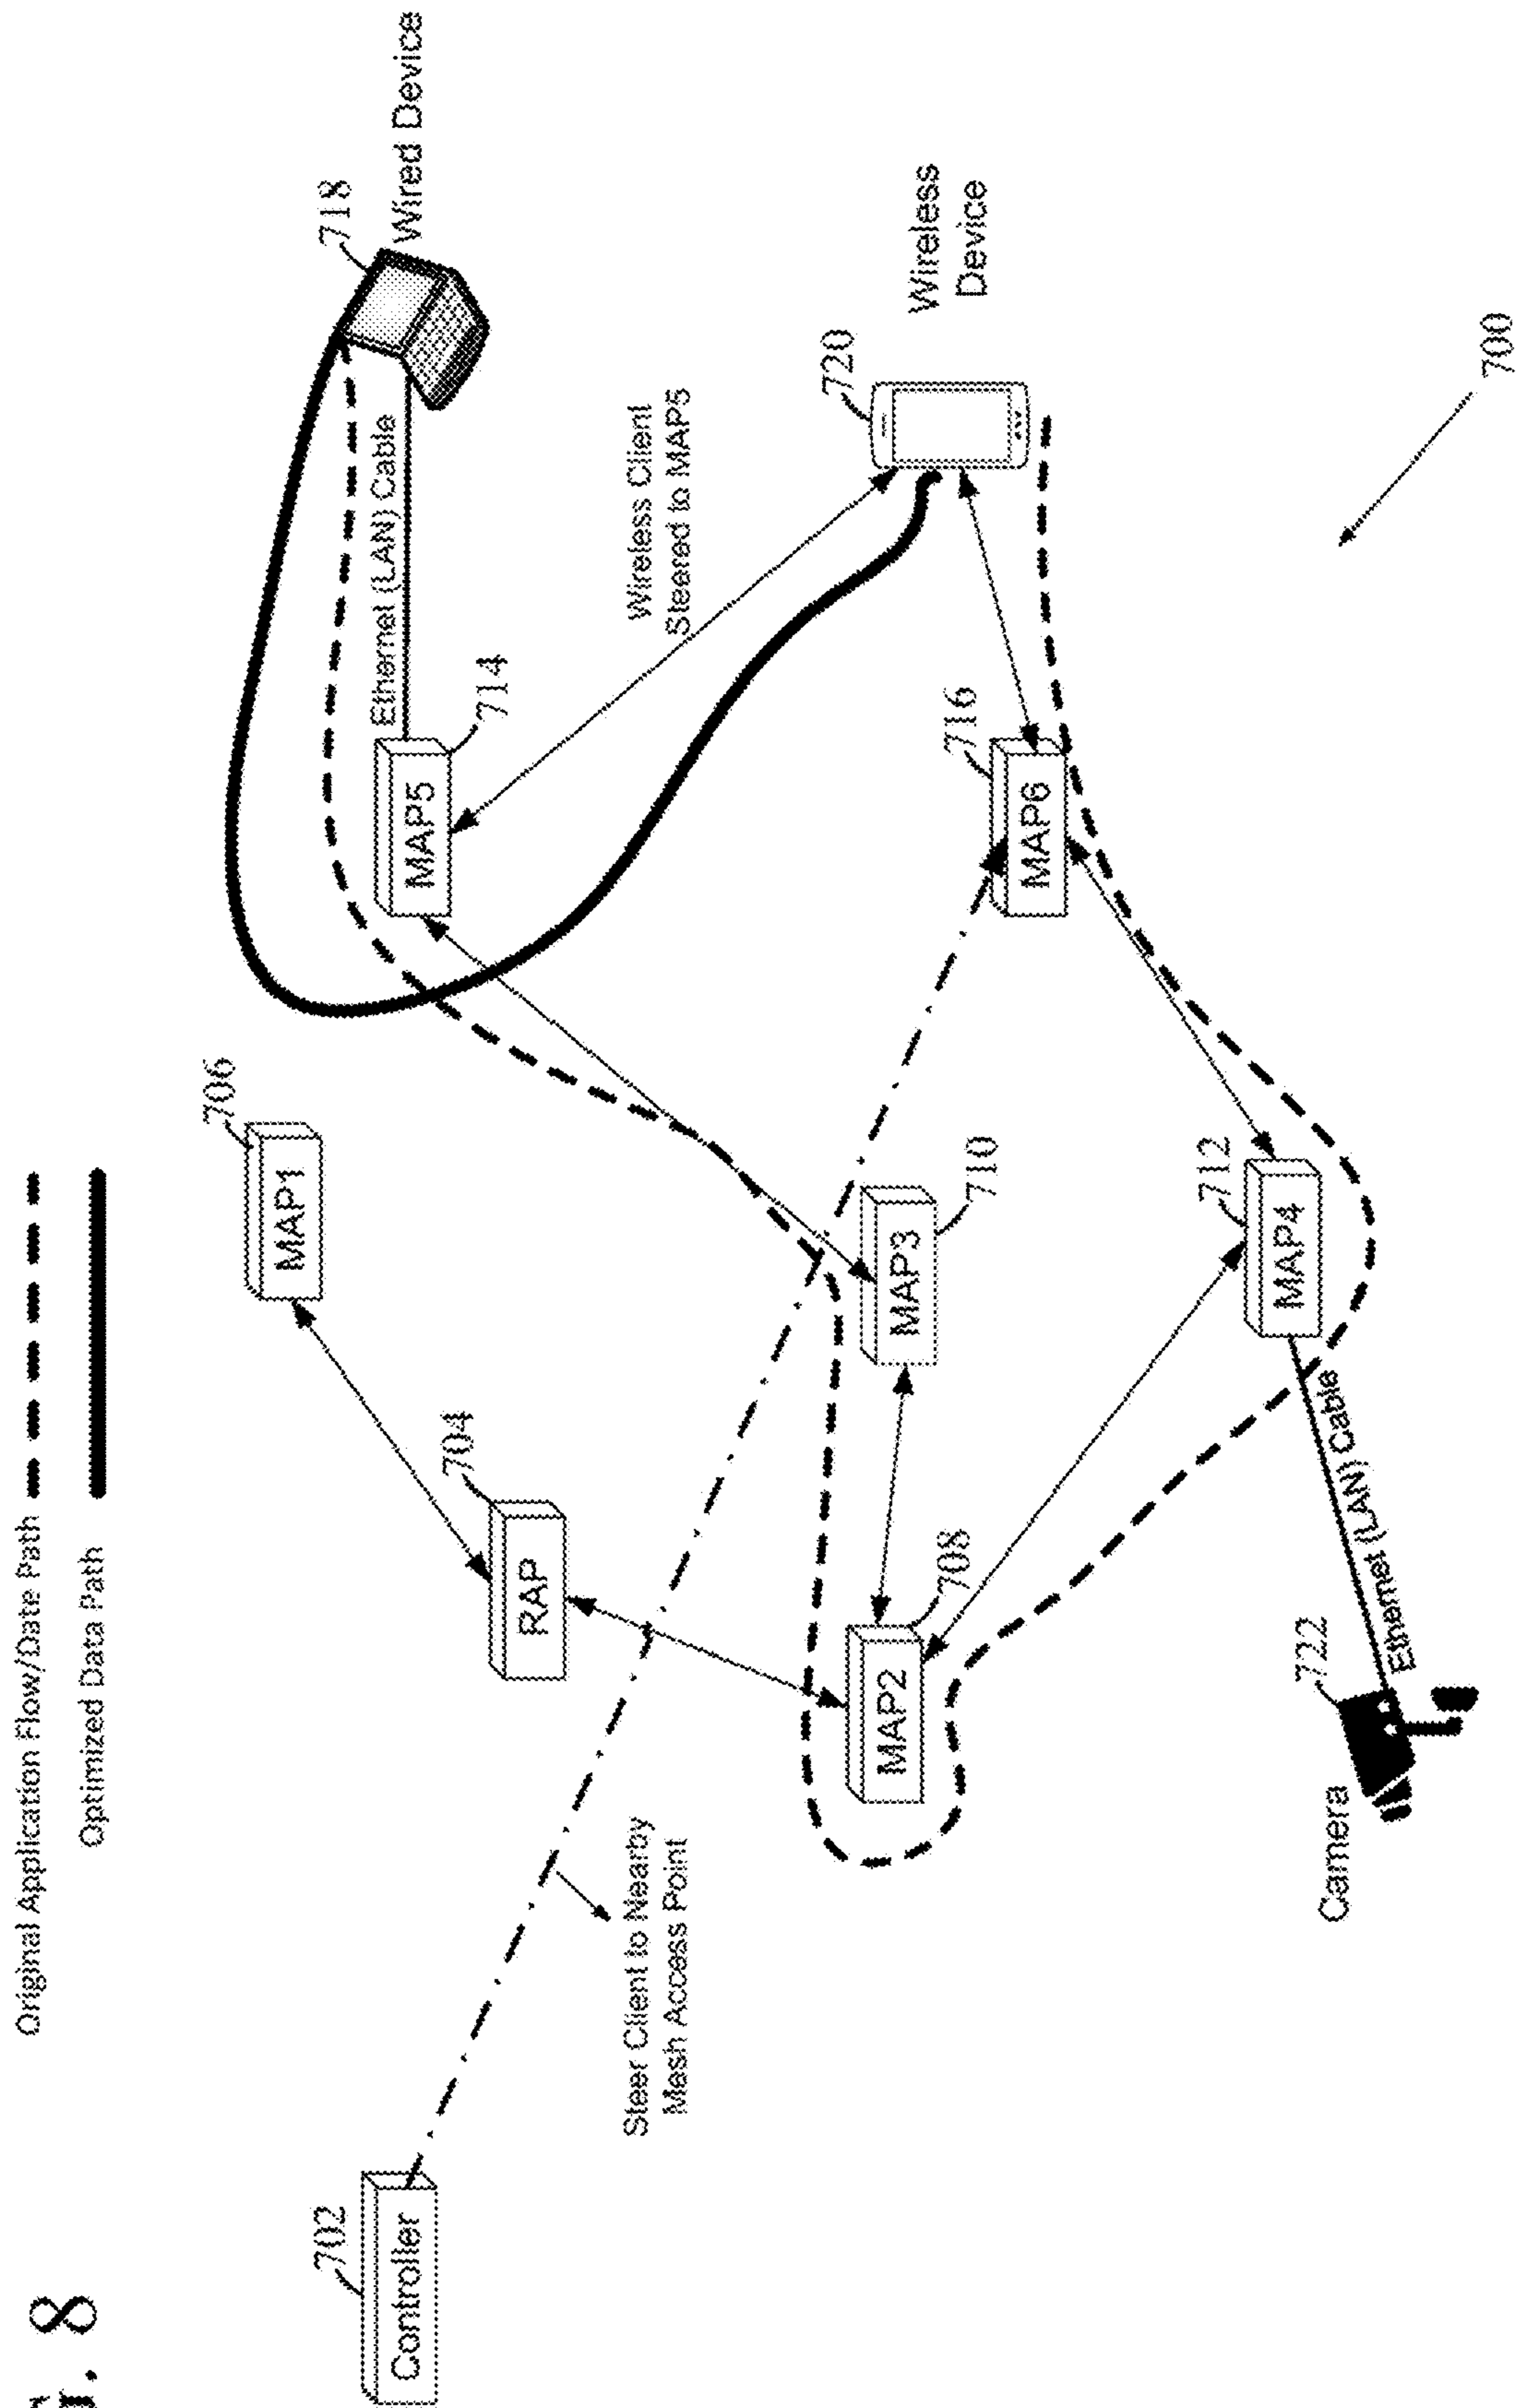 G. 8
Original Application Flow/Date Path
Optimized Data Path
702
Controller
Steer Client to Nearby
Mesh Access Point
704
RAP
706
MAP1
708
MAP2
710
MAP3
712
MAP4
714
MAP5
716
MAP6
Ethernet (LAN) Cable
718
Wired Device
Wireless Client
Steered to MAP5
720
Wireless
Device
722
Camera
Ethernet (LAN) Cable
700